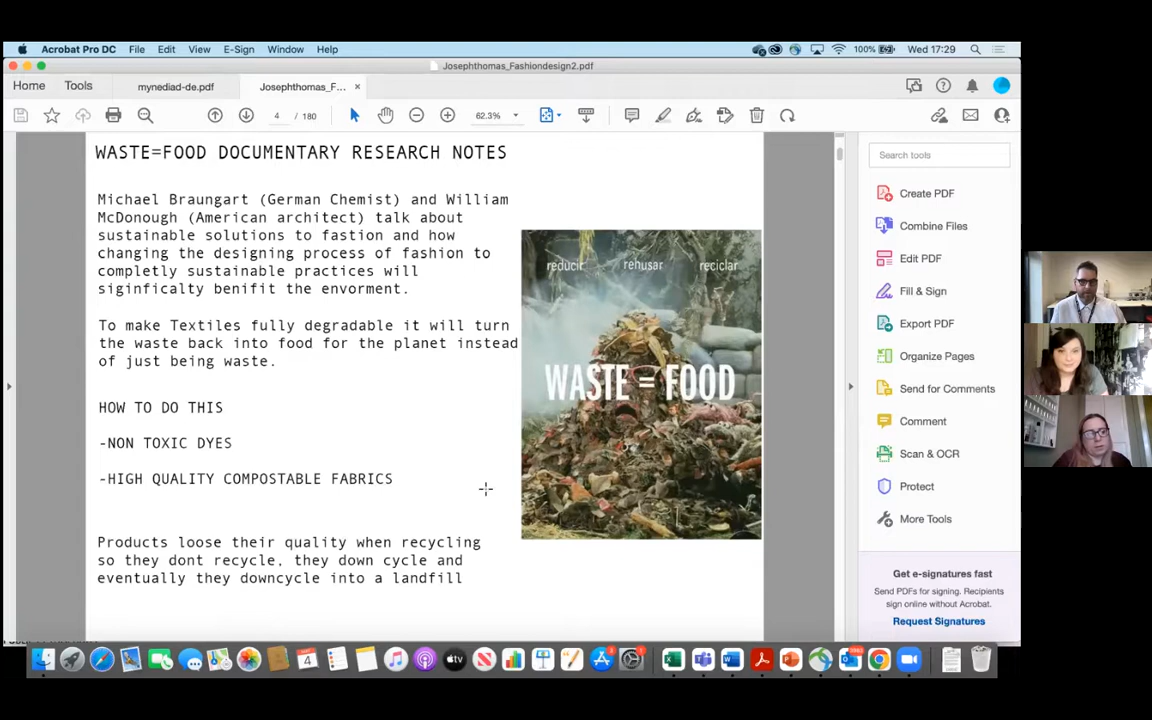 Acrobat Pro DC File Edit View E-Sign Window Help 100% Wed 17:29
Josephthomas_Fashiondesign2.pdf
Home Tools mynediad-de.pdf Josephthomas_F... ×
4 / 180 62.3%
WASTE=FOOD DOCUMENTARY RESEARCH NOTES
Michael Braungart (German Chemist) and William
McDonough (American architect) talk about
sustainable solutions to fastion and how
changing the designing process of fashion to
completly sustainable practices will
siginficalty benifit the envorment.
To make Textiles fully degradable it will turn
the waste back into food for the planet instead
of just being waste.
HOW TO DO THIS
-NON TOXIC DYES
-HIGH QUALITY COMPOSTABLE FABRICS
Products loose their quality when recycling
so they dont recycle, they down cycle and
eventually they downcycle into a landfill
reducir rehusar reciclar
WASTE = FOOD
Search tools
Create PDF
Combine Files
Edit PDF
Fill & Sign
Export PDF
Organize Pages
Send for Comments
Comment
Scan & OCR
Protect
More Tools
Get e-signatures fast
Send PDFs for signing. Recipients
sign online without Acrobat.
Request Signatures
4
tv